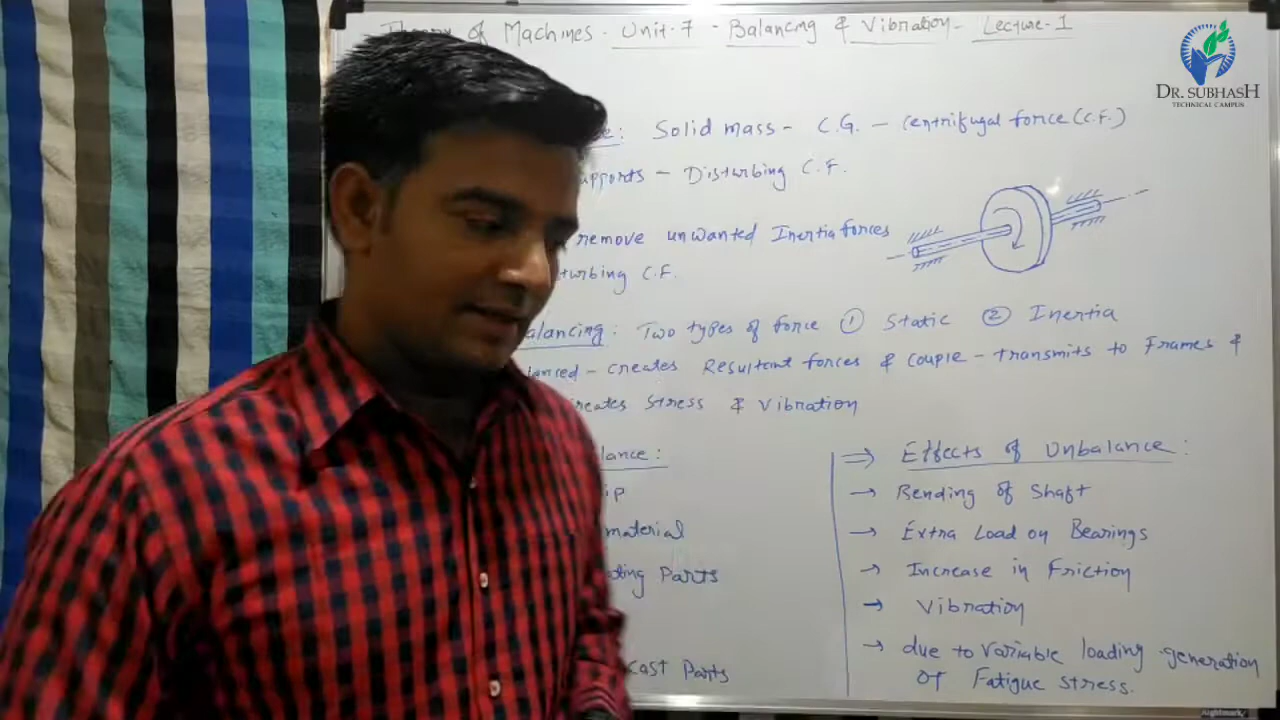 Theory of Machines - Unit-7 - Balancing & Vibration - Lecture-1
DR. SUBHASH
TECHNICAL CAMPUS
: Solid mass - C.G. - centrifugal force (C.F.)
upports - Disturbing C.F.
remove unwanted Inertia forces
turbing C.F.
alancing : Two types of force ① Static ② Inertia
lanced - creates Resultant forces & couple - transmits to Frames &
reates Stress & Vibration
lance :
ip
material
ating Parts
cast Parts
⇒ Effects of Unbalance :
→ Bending of Shaft
→ Extra Load on Bearings
→ Increase in Friction
→ Vibration
→ due to variable loading generation
of Fatigue stress.